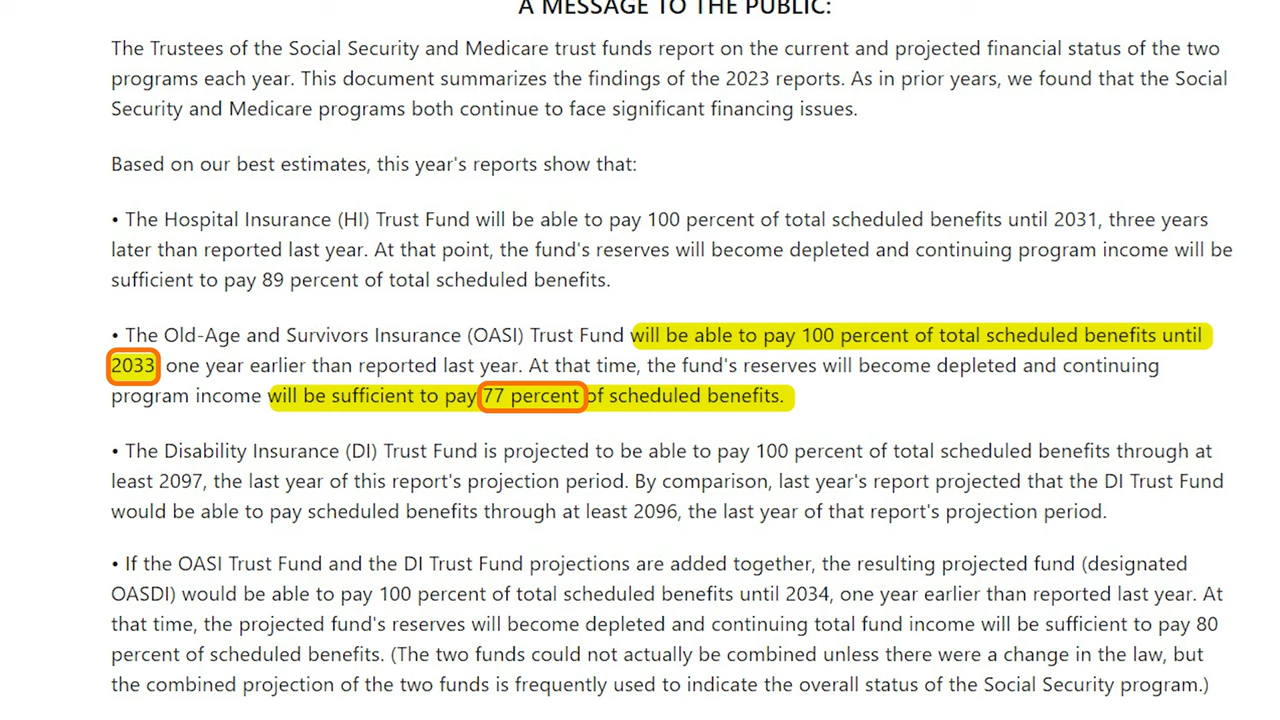 A MESSAGE TO THE PUBLIC:
The Trustees of the Social Security and Medicare trust funds report on the current and projected financial status of the two
programs each year. This document summarizes the findings of the 2023 reports. As in prior years, we found that the Social
Security and Medicare programs both continue to face significant financing issues.
Based on our best estimates, this year's reports show that:
• The Hospital Insurance (HI) Trust Fund will be able to pay 100 percent of total scheduled benefits until 2031, three years
later than reported last year. At that point, the fund's reserves will become depleted and continuing program income will be
sufficient to pay 89 percent of total scheduled benefits.
• The Old-Age and Survivors Insurance (OASI) Trust Fund will be able to pay 100 percent of total scheduled benefits until
2033 one year earlier than reported last year. At that time, the fund's reserves will become depleted and continuing
program income will be sufficient to pay 77 percent of scheduled benefits.
• The Disability Insurance (DI) Trust Fund is projected to be able to pay 100 percent of total scheduled benefits through at
least 2097, the last year of this report's projection period. By comparison, last year's report projected that the DI Trust Fund
would be able to pay scheduled benefits through at least 2096, the last year of that report's projection period.
• If the OASI Trust Fund and the DI Trust Fund projections are added together, the resulting projected fund (designated
OASDI) would be able to pay 100 percent of total scheduled benefits until 2034, one year earlier than reported last year. At
that time, the projected fund's reserves will become depleted and continuing total fund income will be sufficient to pay 80
percent of scheduled benefits. (The two funds could not actually be combined unless there were a change in the law, but
the combined projection of the two funds is frequently used to indicate the overall status of the Social Security program.)